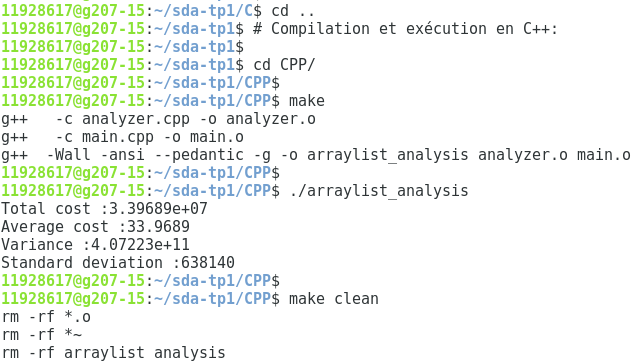 11928617@g207-15:~/sda-tp1/C$ cd ..
11928617@g207-15:~/sda-tp1$ # Compilation et exécution en C++:
11928617@g207-15:~/sda-tp1$
11928617@g207-15:~/sda-tp1$ cd CPP/
11928617@g207-15:~/sda-tp1/CPP$
11928617@g207-15:~/sda-tp1/CPP$ make
g++   -c analyzer.cpp -o analyzer.o
g++   -c main.cpp -o main.o
g++  -Wall -ansi --pedantic -g -o arraylist_analysis analyzer.o main.o
11928617@g207-15:~/sda-tp1/CPP$
11928617@g207-15:~/sda-tp1/CPP$ ./arraylist_analysis
Total cost :3.39689e+07
Average cost :33.9689
Variance :4.07223e+11
Standard deviation :638140
11928617@g207-15:~/sda-tp1/CPP$
11928617@g207-15:~/sda-tp1/CPP$ make clean
rm -rf *.o
rm -rf *~
rm -rf arraylist analysis